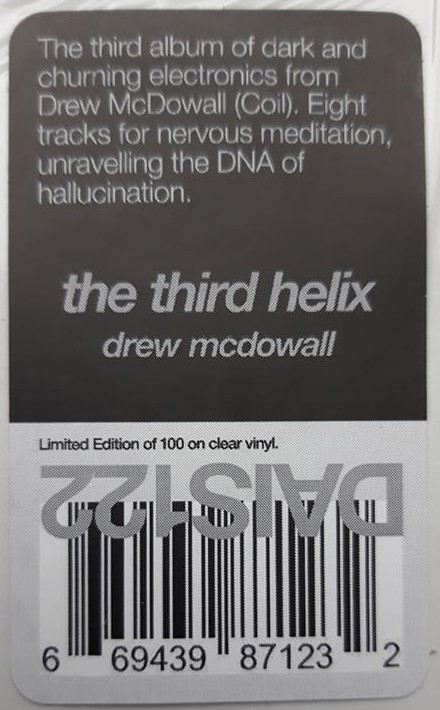 The third album of dark and
churning electronics from
Drew McDowall (Coil). Eight
tracks for nervous meditation,
unravelling the DNA of
hallucination.
the third helix
drew mcdowall
Limited Edition of 100 on clear vinyl.
DAIS122
6 69439 87123 2